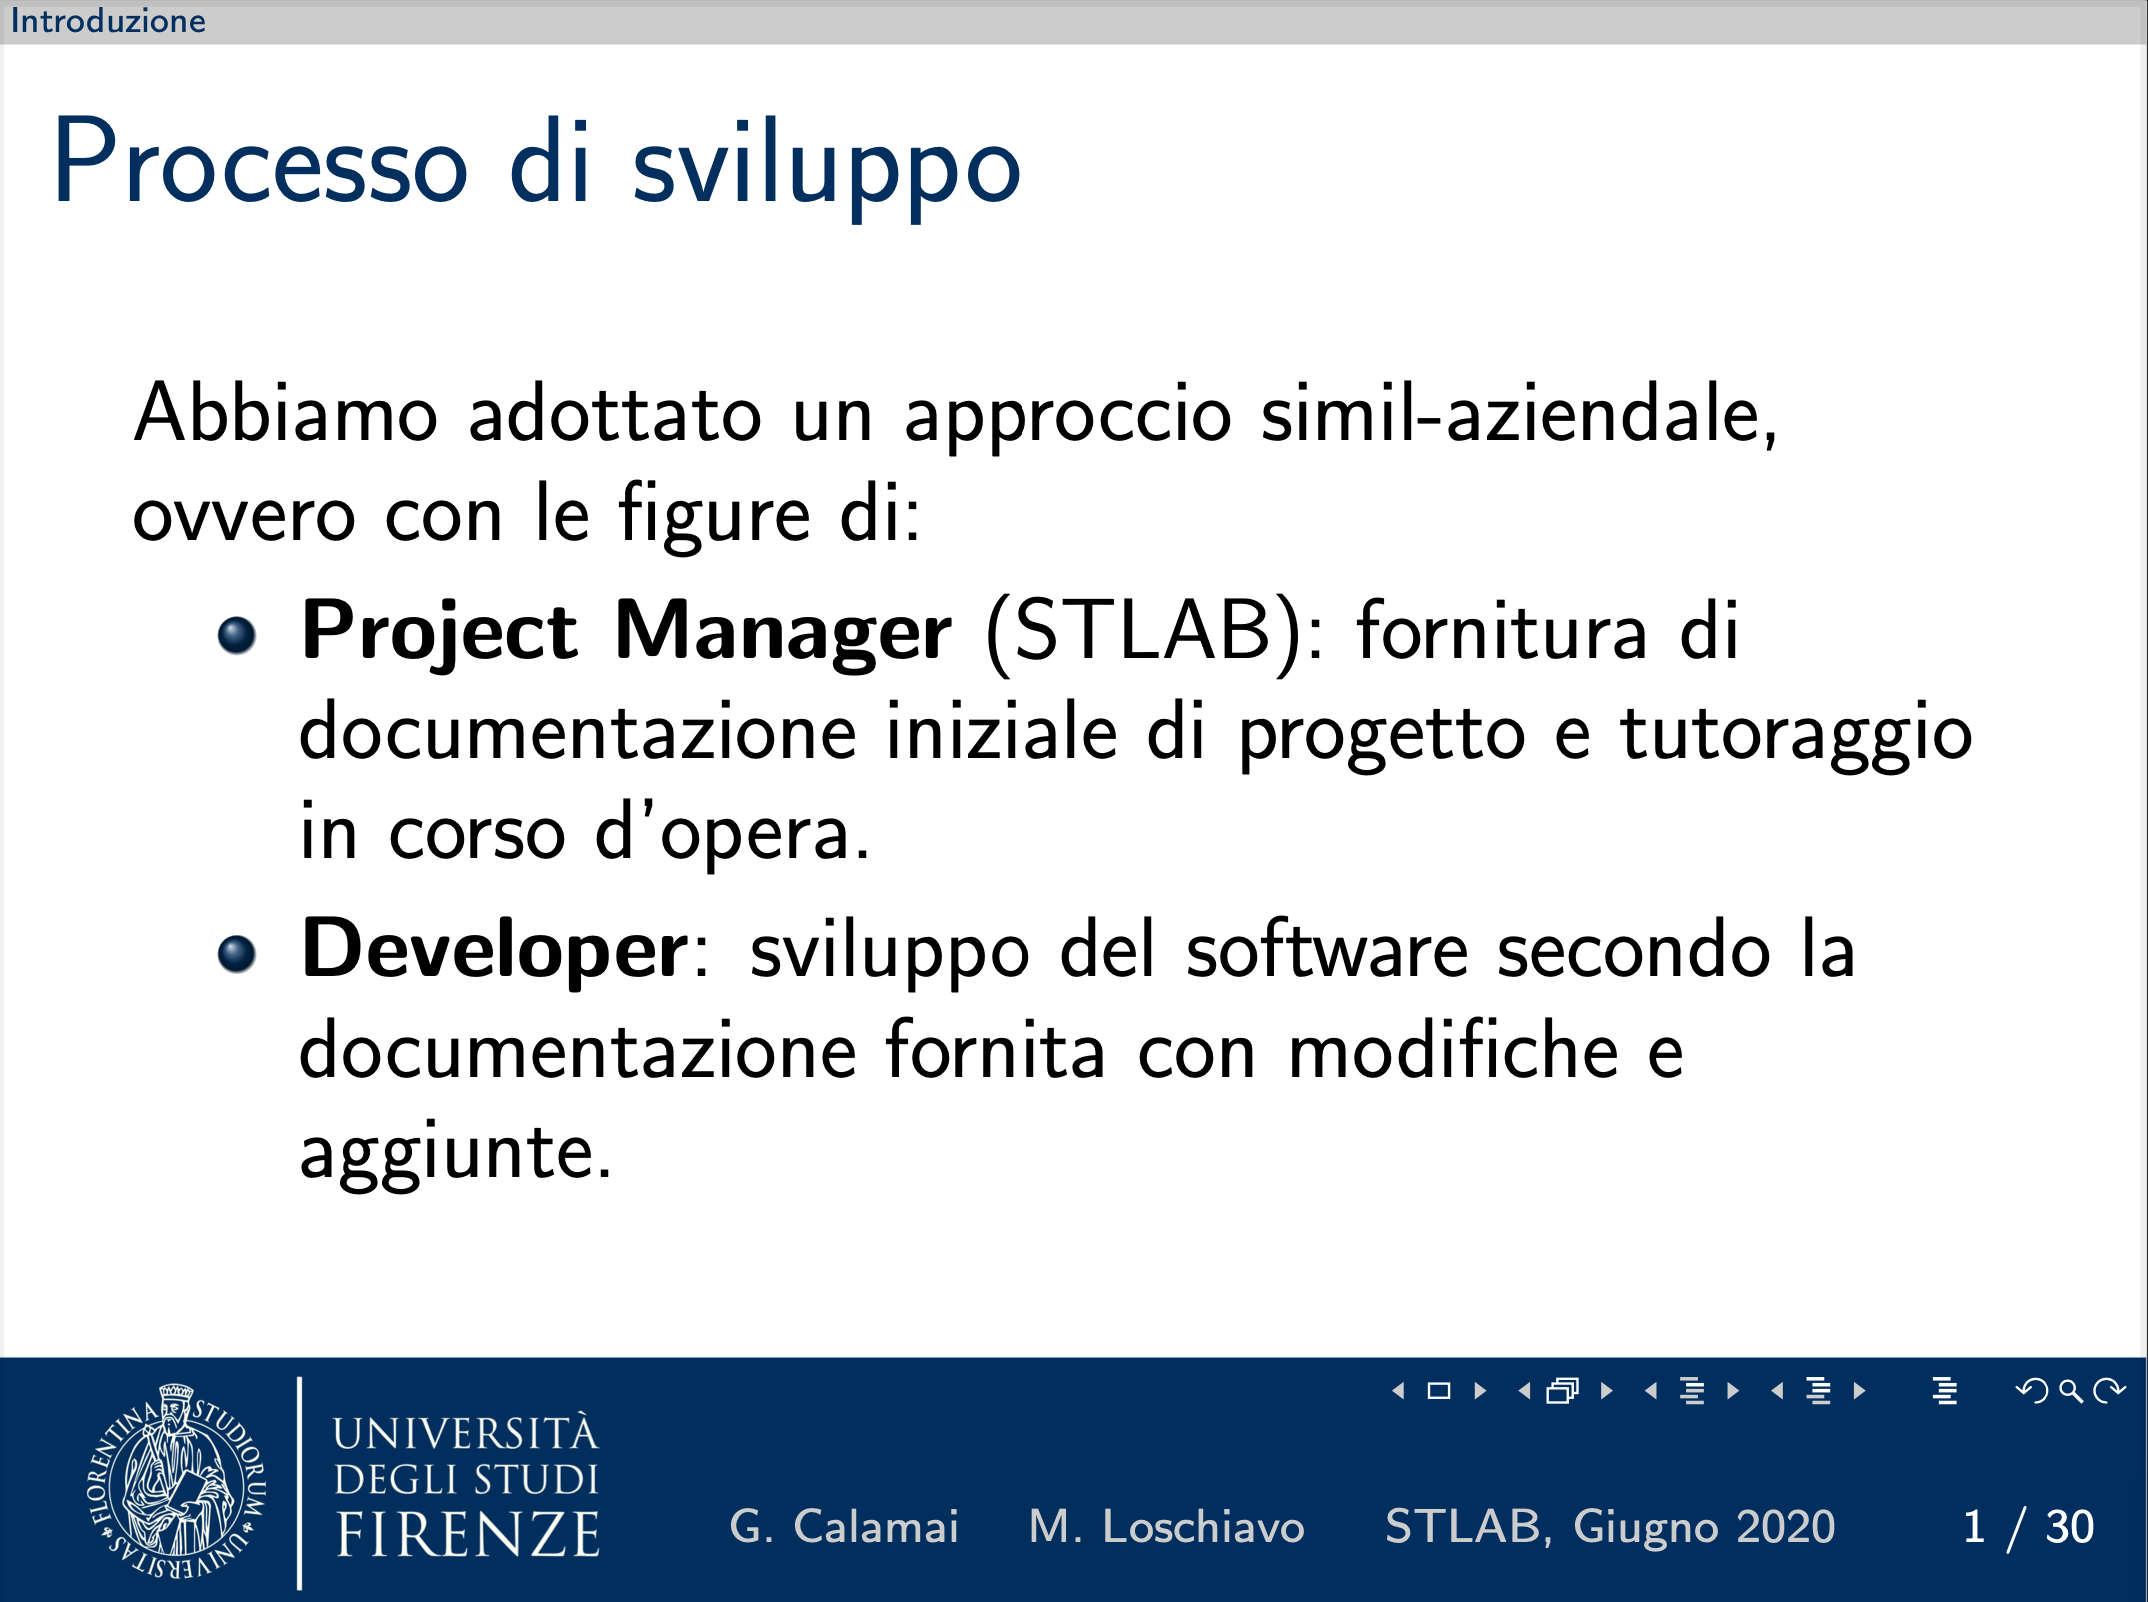 Introduzione
Processo di sviluppo
Abbiamo adottato un approccio simil-aziendale,
ovvero con le figure di:
Project Manager (STLAB): fornitura di
documentazione iniziale di progetto e tutoraggio
in corso d'opera.
Developer: sviluppo del software secondo la
documentazione fornita con modifiche e
aggiunte.
FLORENTINA STUDIORUM UNIVERSITAS
UNIVERSITÀ
DEGLI STUDI
FIRENZE
G. Calamai M. Loschiavo STLAB, Giugno 2020 1 / 30